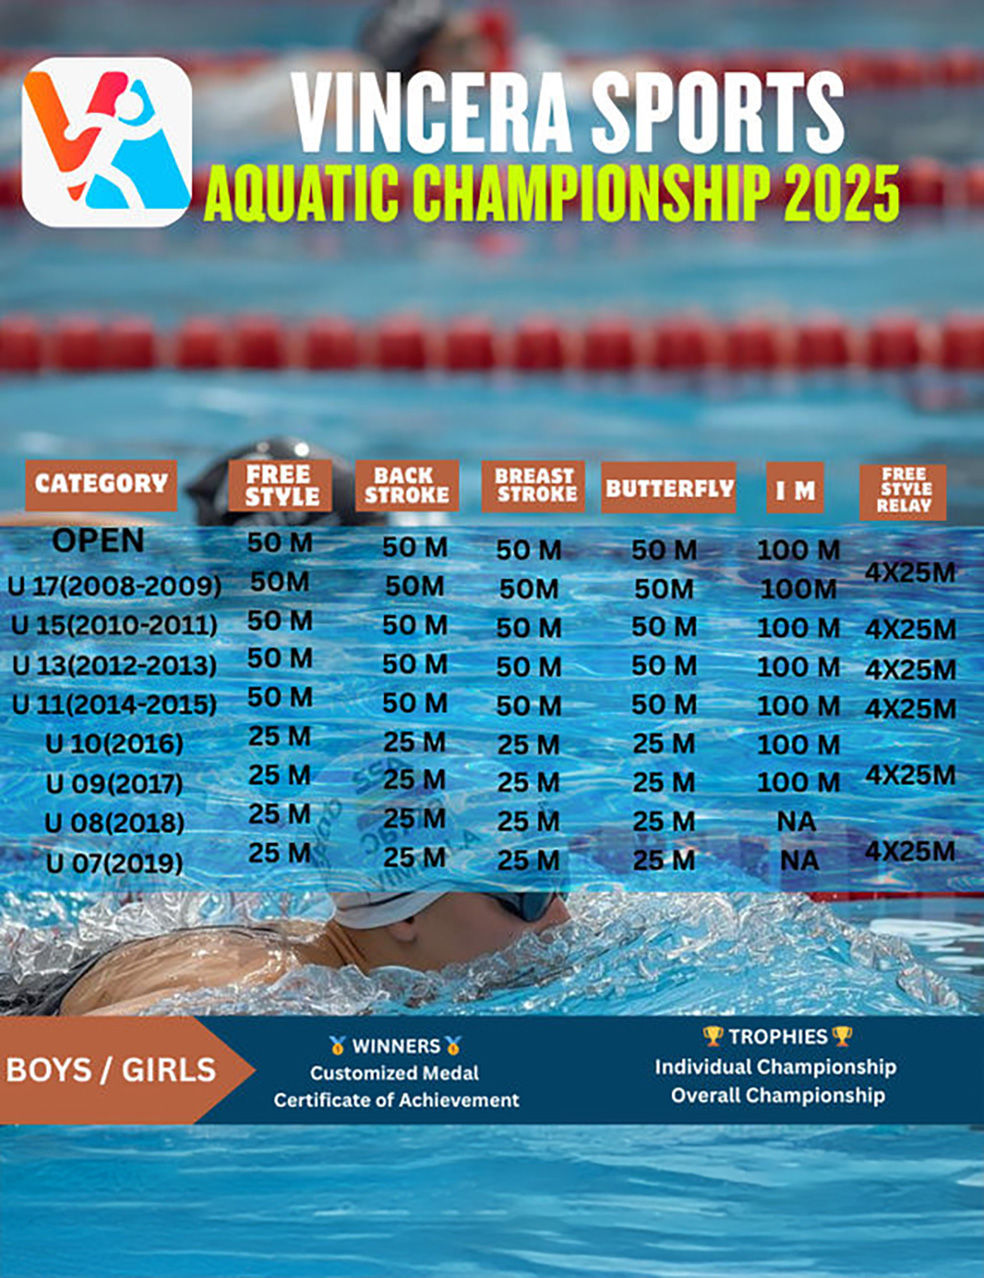 VINCERA SPORTS
AQUATIC CHAMPIONSHIP 2025
CATEGORY FREE STYLE BACK STROKE BREAST STROKE BUTTERFLY I M FREE STYLE RELAY
OPEN 50 M 50 M 50 M 50 M 100 M
4X25M
U 17(2008-2009) 50M 50M 50M 50M 100M
U 15(2010-2011) 50 M 50 M 50 M 50 M 100 M 4X25M
U 13(2012-2013) 50 M 50 M 50 M 50 M 100 M 4X25M
U 11(2014-2015) 50 M 50 M 50 M 50 M 100 M 4X25M
U 10(2016) 25 M 25 M 25 M 25 M 100 M
U 09(2017) 25 M 25 M 25 M 25 M 100 M 4X25M
U 08(2018) 25 M 25 M 25 M 25 M NA
U 07(2019) 25 M 25 M 25 M 25 M NA 4X25M
BOYS / GIRLS
🏅 WINNERS 🏅
Customized Medal
Certificate of Achievement
🏆 TROPHIES 🏆
Individual Championship
Overall Championship